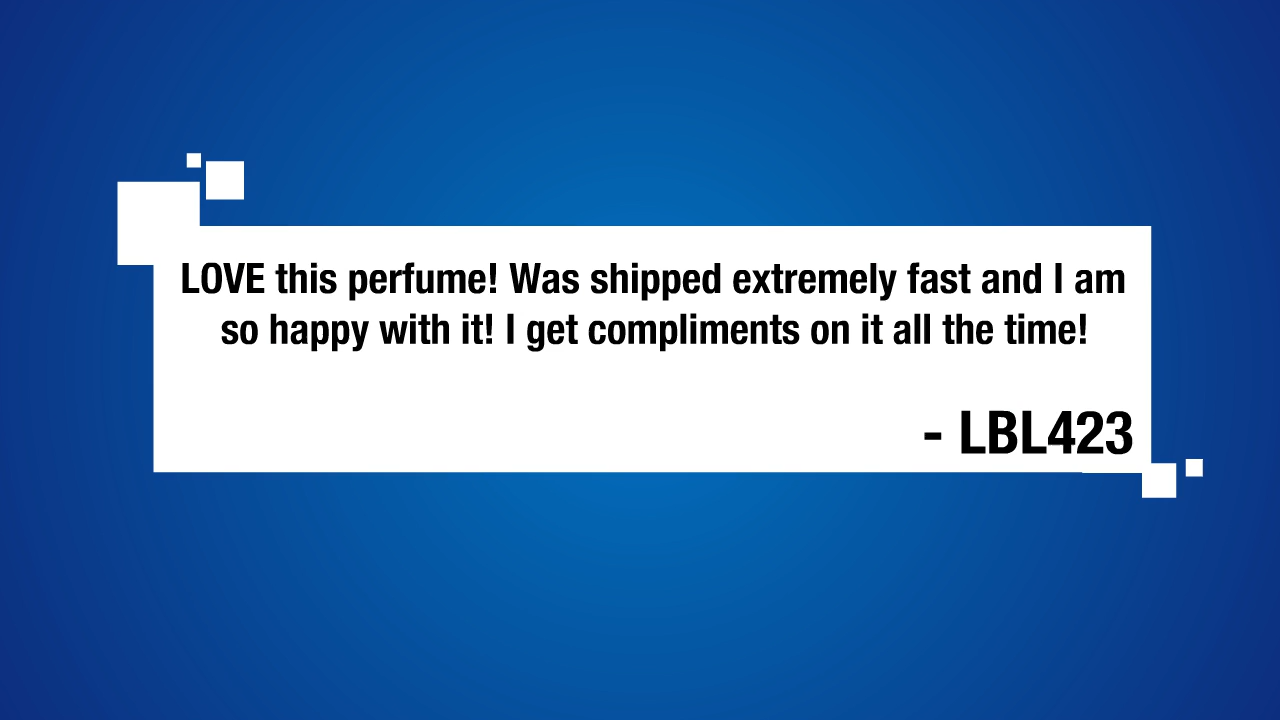 LOVE this perfume! Was shipped extremely fast and I am
so happy with it! I get compliments on it all the time!
- LBL423